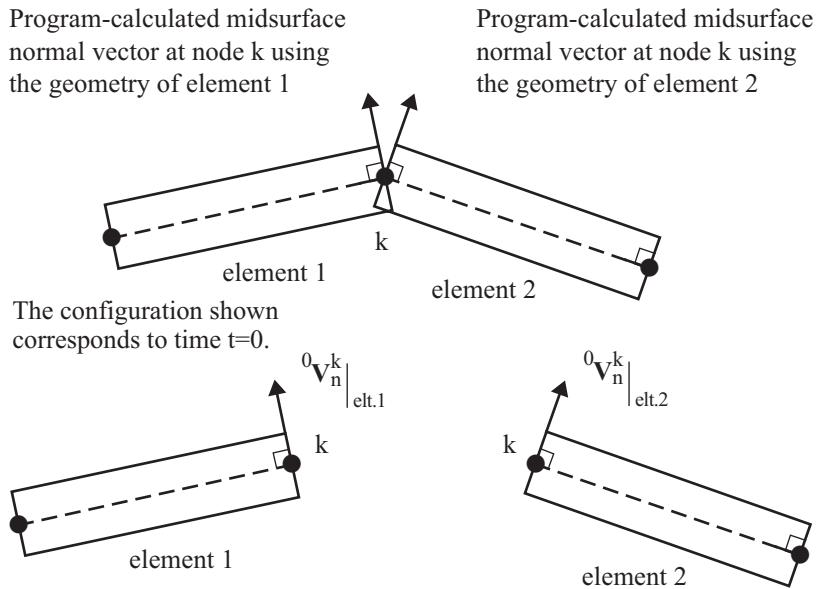 Program-calculated midsurface
normal vector at node k using
the geometry of element 1
Program-calculated midsurface
normal vector at node k using
the geometry of element 2
k
element 1
element 2
The configuration shown
corresponds to time t=0.
⁰Vₙᵏ|elt.1
k
element 1
⁰Vₙᵏ|elt.2
k
element 2